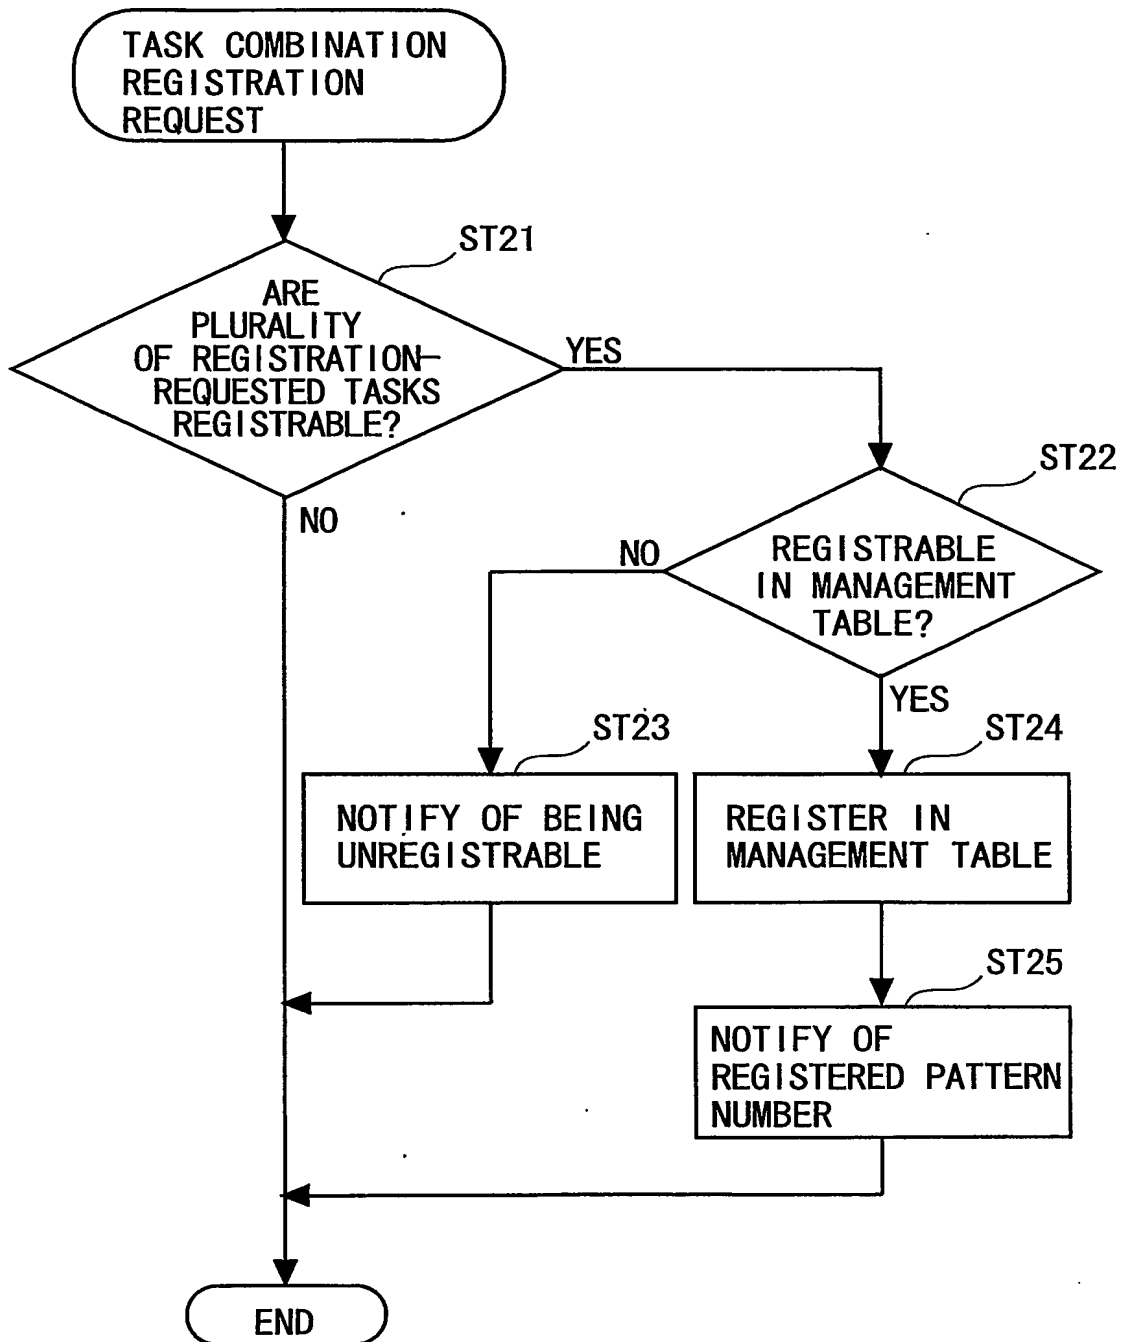 TASK COMBINATION
REGISTRATION
REQUEST
ST21
ARE
PLURALITY
OF REGISTRATION-
REQUESTED TASKS
REGISTRABLE?
YES
NO
ST22
REGISTRABLE
IN MANAGEMENT
TABLE?
NO
YES
ST23
NOTIFY OF BEING
UNREGISTRABLE
ST24
REGISTER IN
MANAGEMENT TABLE
ST25
NOTIFY OF
REGISTERED PATTERN
NUMBER
END